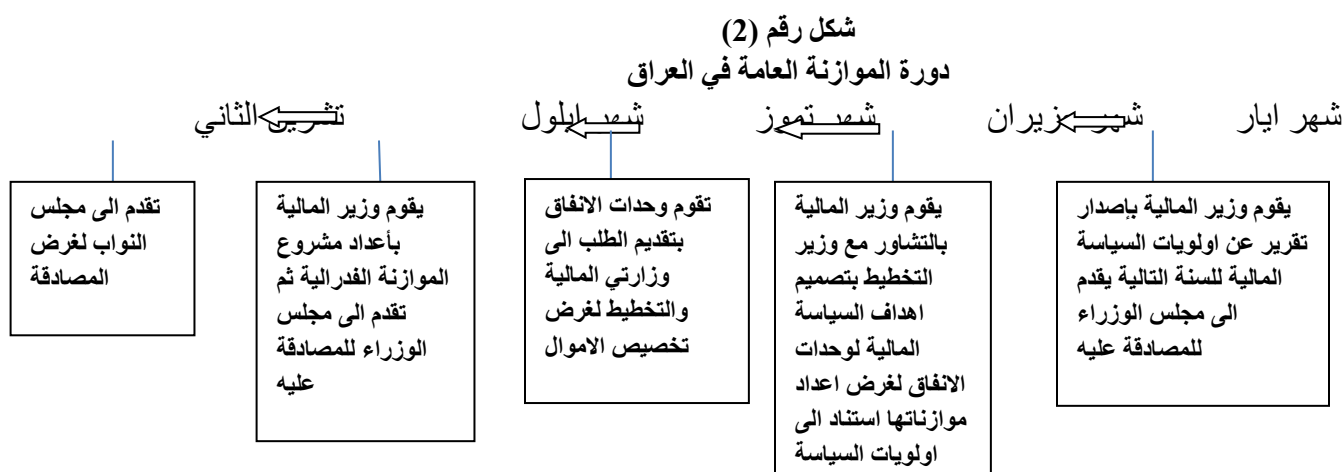 شكل رقم (2)
دورة الموازنة العامة في العراق
شهر ايار شهر حزيران شهر تموز شهر ايلول تشرين الثاني
يقوم وزير المالية بإصدار
تقرير عن اولويات السياسة
المالية للسنة التالية يقدم
الى مجلس الوزراء
للمصادقة عليه
يقوم وزير المالية
بالتشاور مع وزير
التخطيط بتصميم
اهداف السياسة
المالية لوحدات
الانفاق لغرض اعداد
موازناتها استناد الى
اولويات السياسة
تقوم وحدات الانفاق
بتقديم الطلب الى
وزارتي المالية
والتخطيط لغرض
تخصيص الاموال
يقوم وزير المالية
بأعداد مشروع
الموازنة الفدرالية ثم
تقدم الى مجلس
الوزراء للمصادقة
عليه
تقدم الى مجلس
النواب لغرض
المصادقة